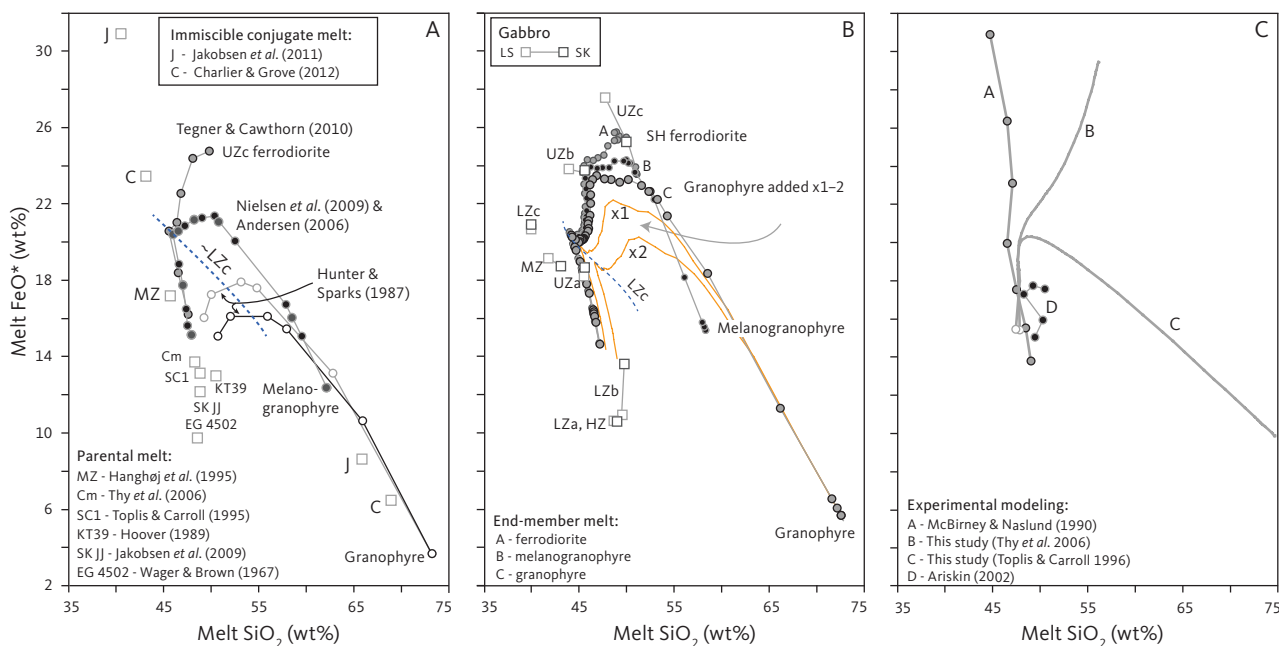 A
Immiscible conjugate melt:
J - Jakobsen et al. (2011)
C - Charlier & Grove (2012)
J
Tegner & Cawthorn (2010)
UZc ferrodiorite
C
Nielsen et al. (2009) &
Andersen (2006)
~LZc
Hunter &
Sparks (1987)
MZ
Cm
SC1
KT39
SK JJ
EG 4502
Melano-
granophyre
J
C
Granophyre
Parental melt:
MZ - Hanghøj et al. (1995)
Cm - Thy et al. (2006)
SC1 - Toplis & Carroll (1995)
KT39 - Hoover (1989)
SK JJ - Jakobsen et al. (2009)
EG 4502 - Wager & Brown (1967)
Melt FeO* (wt%)
30
26
22
18
14
10
6
2
35 45 55 65 75
Melt SiO2 (wt%)
B
Gabbro
LS SK
UZc
A
SH ferrodiorite
UZb
B
C
Granophyre added x1–2
LZc
x1
x2
MZ
UZa
LZc
Melanogranophyre
LZb
LZa, HZ
Granophyre
End-member melt:
A - ferrodiorite
B - melanogranophyre
C - granophyre
35 45 55 65 75
Melt SiO2 (wt%)
C
A
B
D
C
Experimental modeling:
A - McBirney & Naslund (1990)
B - This study (Thy et al. 2006)
C - This study (Toplis & Carroll 1996)
D - Ariskin (2002)
35 45 55 65 75
Melt SiO2 (wt%)